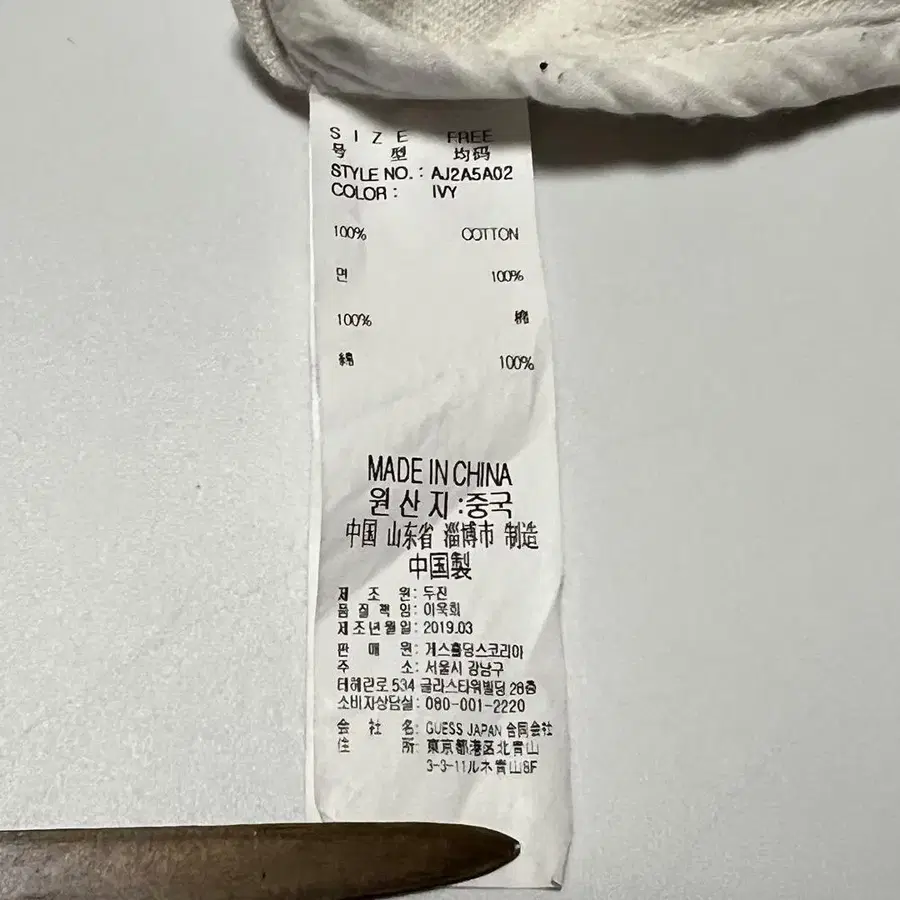 SIZE FREE
号 型 均码
STYLE NO. : AJ2A5A02
COLOR : IVY
100% COTTON
면 100%
100% 棉
綿 100%
MADE IN CHINA
원 산 지 :중국
中国 山东省 淄博市 制造
中国製
제 조 원: 두진
품 질 책 임: 이욱희
제조년월일: 2019.03
판 매 원: 게스홀딩스코리아
주 소: 서울시 강남구
테헤란로 534 글라스타워빌딩 28층
소비자상담실: 080-001-2220
会 社 名: GUESS JAPAN 合同会社
住 所: 東京都港区北青山
3-3-11ルネ青山8F